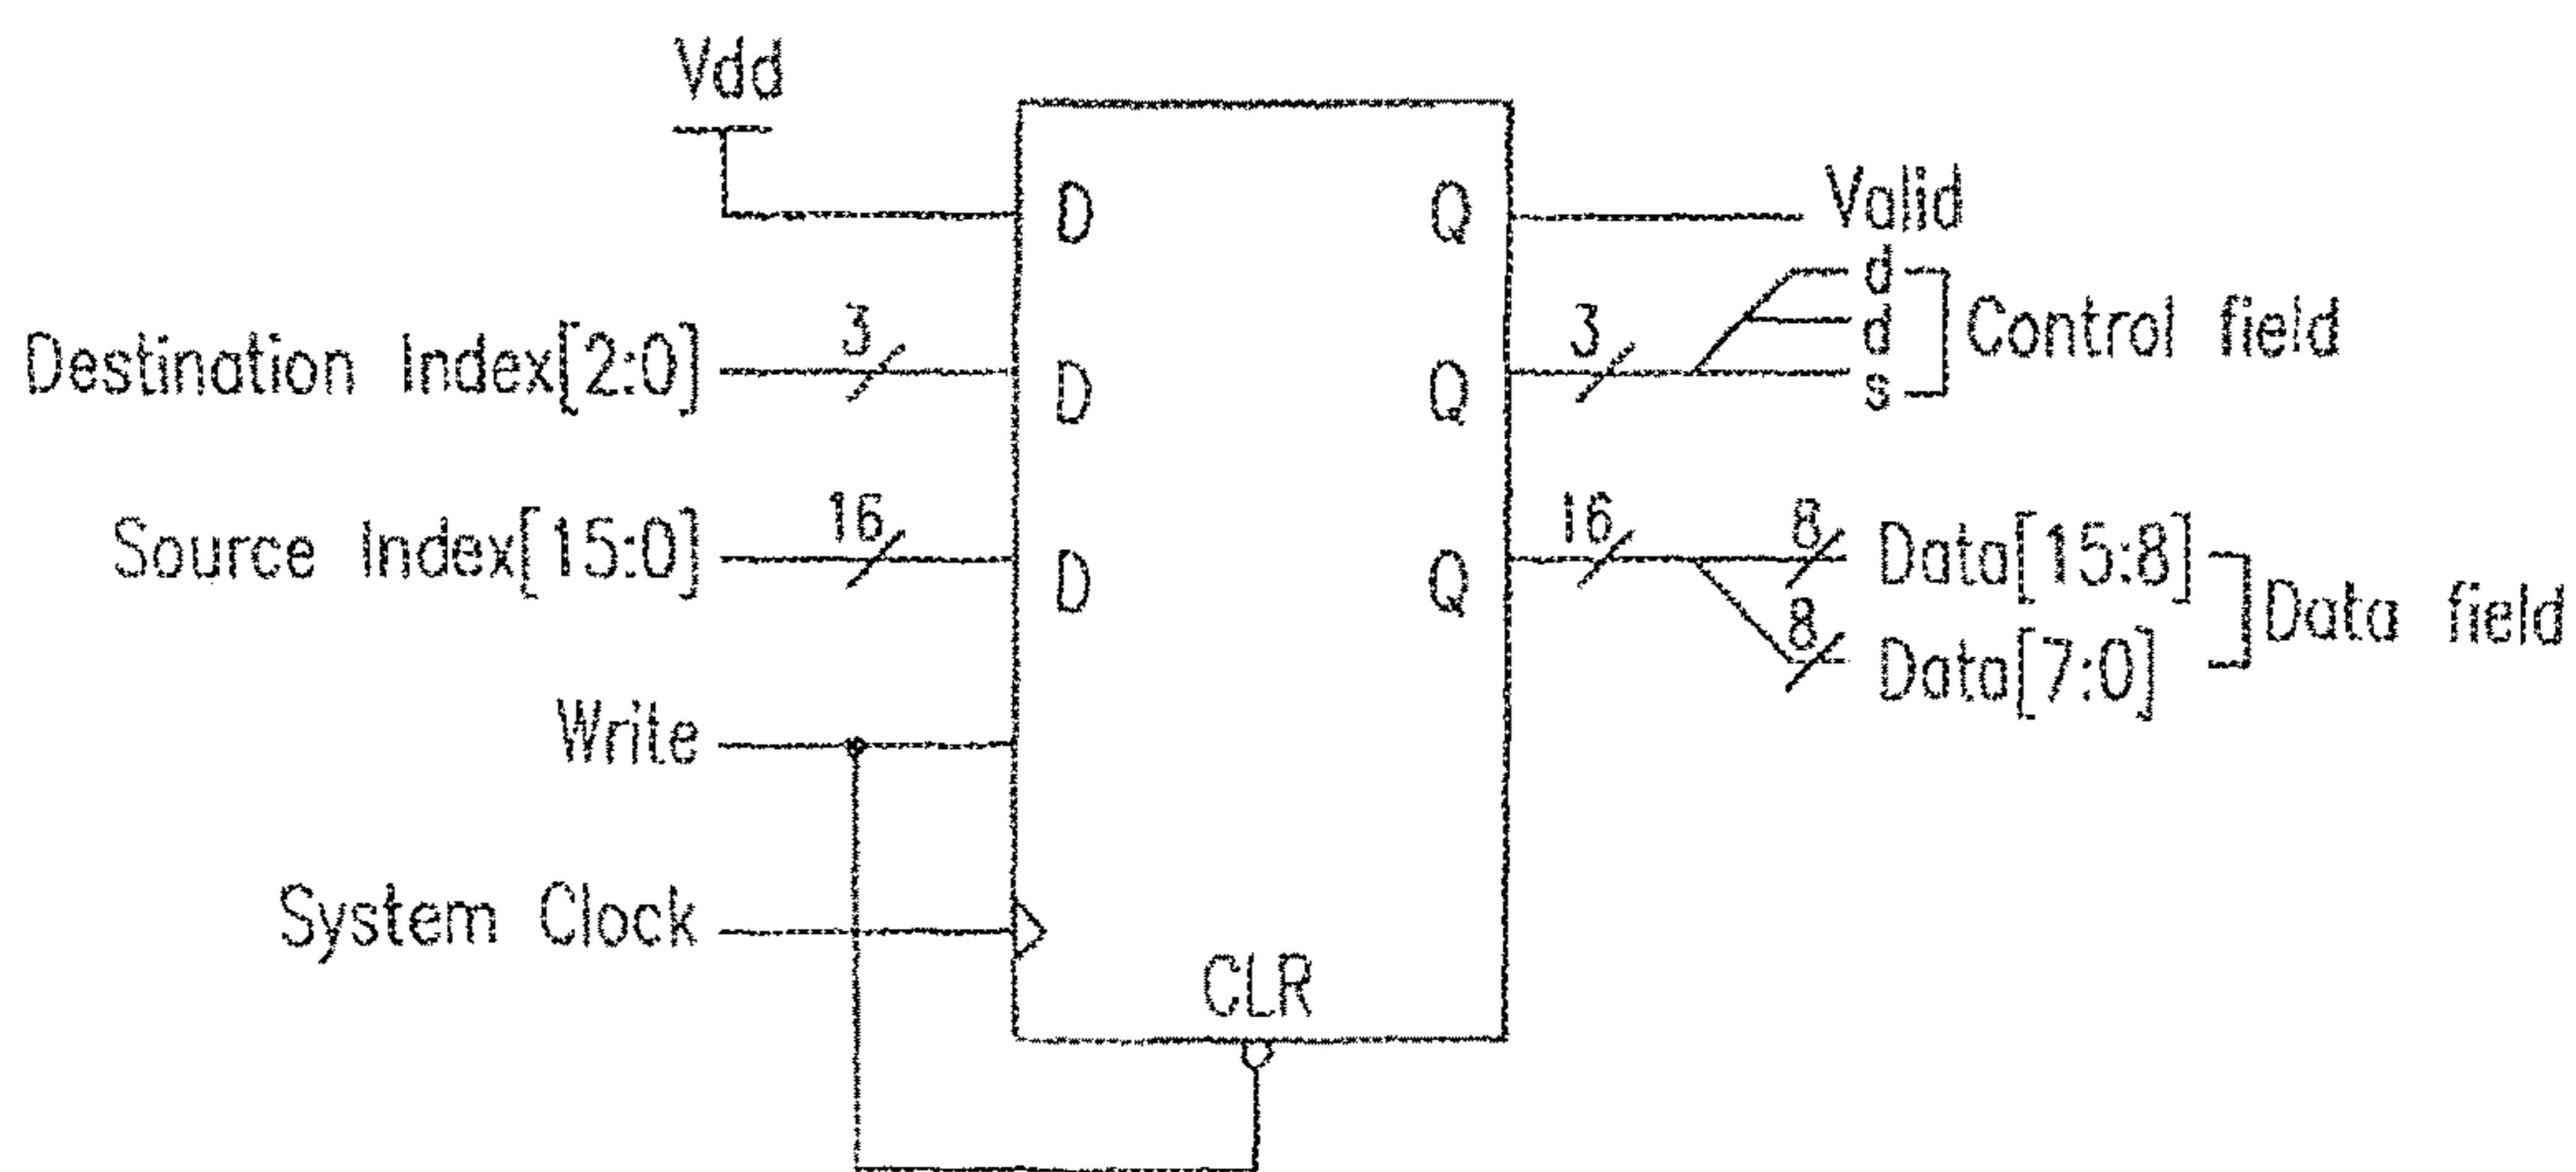 Vdd
D Q Valid
d
3 3 d Control field
Destination Index[2:0] D Q s
16 16 8
Source Index[15:0] D Q Data[15:8]
8 Data field
Data[7:0]
Write
System Clock
CLR